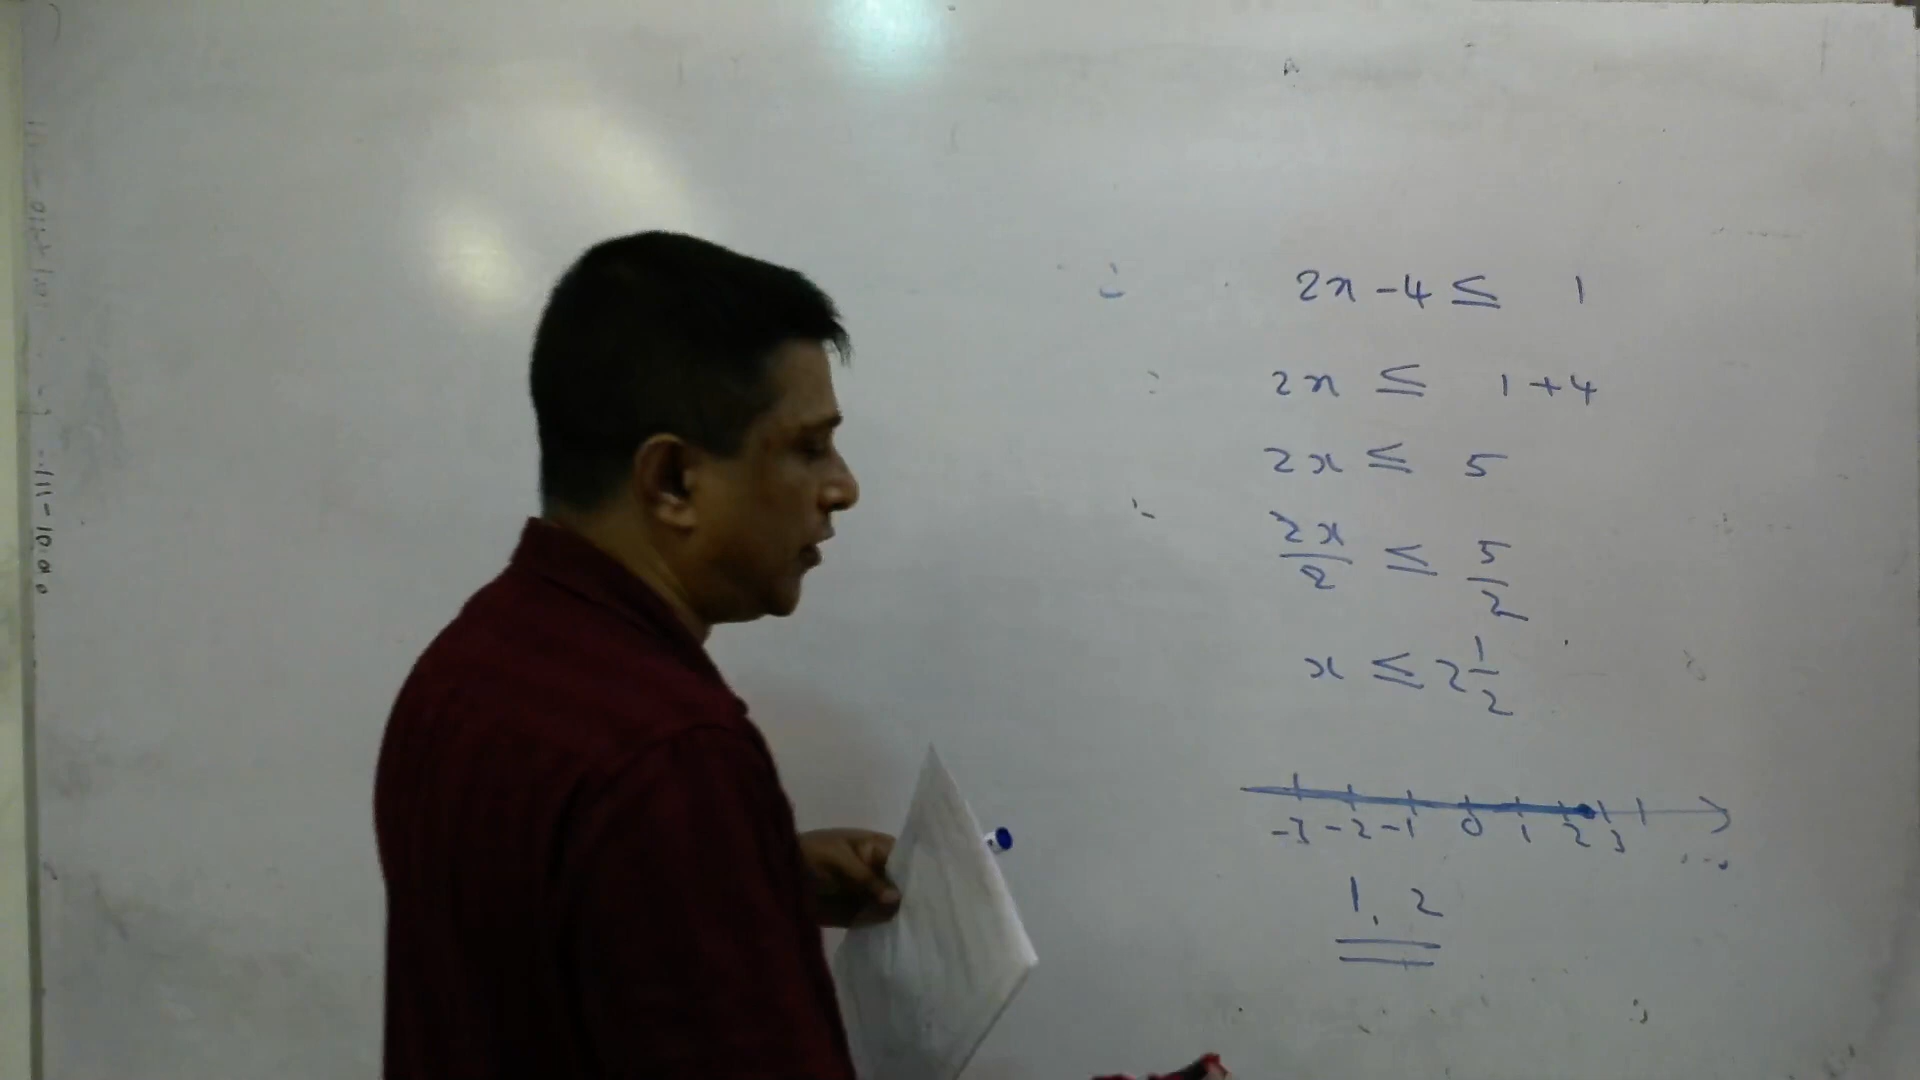 2x - 4 ≤ 1
2x ≤ 1 + 4
2x ≤ 5
2x/2 ≤ 5/2
x ≤ 2 1/2
-3 -2 -1 0 1 2 3 ...
1, 2